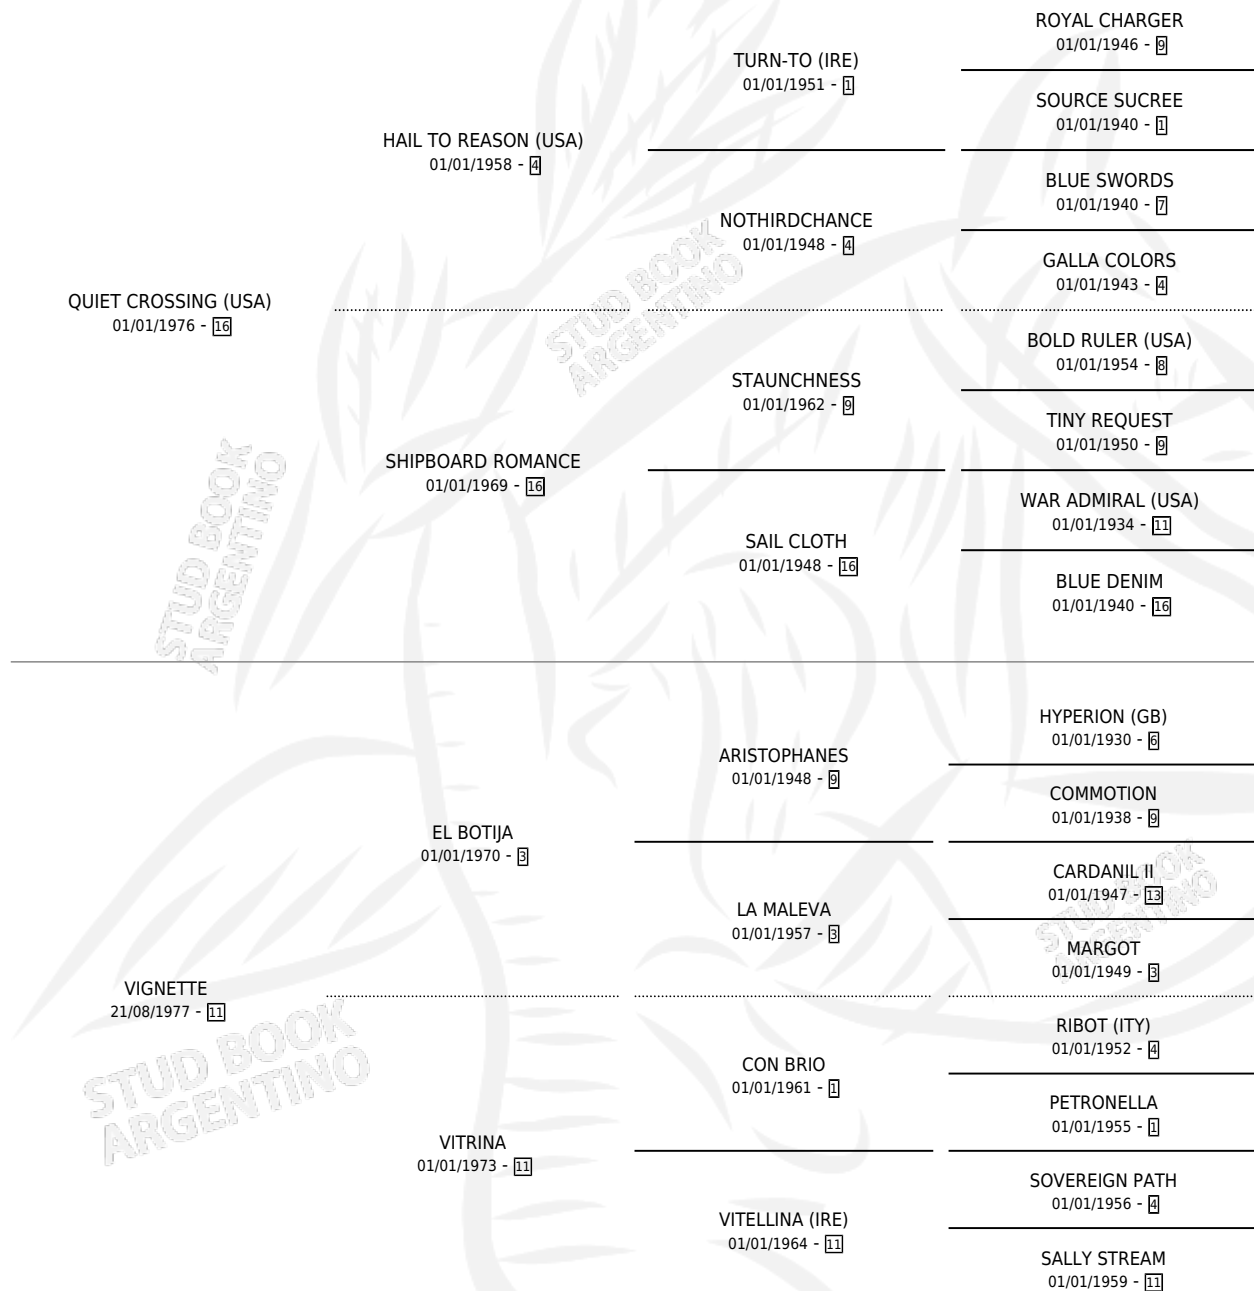 ROYAL CHARGER
01/01/1946 - 9
TURN-TO (IRE)
01/01/1951 - 1
SOURCE SUCREE
01/01/1940 - 1
HAIL TO REASON (USA)
01/01/1958 - 4
BLUE SWORDS
01/01/1940 - 7
NOTHIRDCHANCE
01/01/1948 - 4
GALLA COLORS
01/01/1943 - 4
QUIET CROSSING (USA)
01/01/1976 - 16
BOLD RULER (USA)
01/01/1954 - 8
STAUNCHNESS
01/01/1962 - 9
TINY REQUEST
01/01/1950 - 9
SHIPBOARD ROMANCE
01/01/1969 - 16
WAR ADMIRAL (USA)
01/01/1934 - 11
SAIL CLOTH
01/01/1948 - 16
BLUE DENIM
01/01/1940 - 16
HYPERION (GB)
01/01/1930 - 6
ARISTOPHANES
01/01/1948 - 9
COMMOTION
01/01/1938 - 9
EL BOTIJA
01/01/1970 - 3
CARDANIL II
01/01/1947 - 13
LA MALEVA
01/01/1957 - 3
MARGOT
01/01/1949 - 3
VIGNETTE
21/08/1977 - 11
RIBOT (ITY)
01/01/1952 - 4
CON BRIO
01/01/1961 - 1
PETRONELLA
01/01/1955 - 1
VITRINA
01/01/1973 - 11
SOVEREIGN PATH
01/01/1956 - 4
VITELLINA (IRE)
01/01/1964 - 11
SALLY STREAM
01/01/1959 - 11
STUD BOOK
ARGENTINO
STUD BOOK
ARGENTINO
STUD BOOK
ARGENTINO
STUD BOOK
ARGENTINO